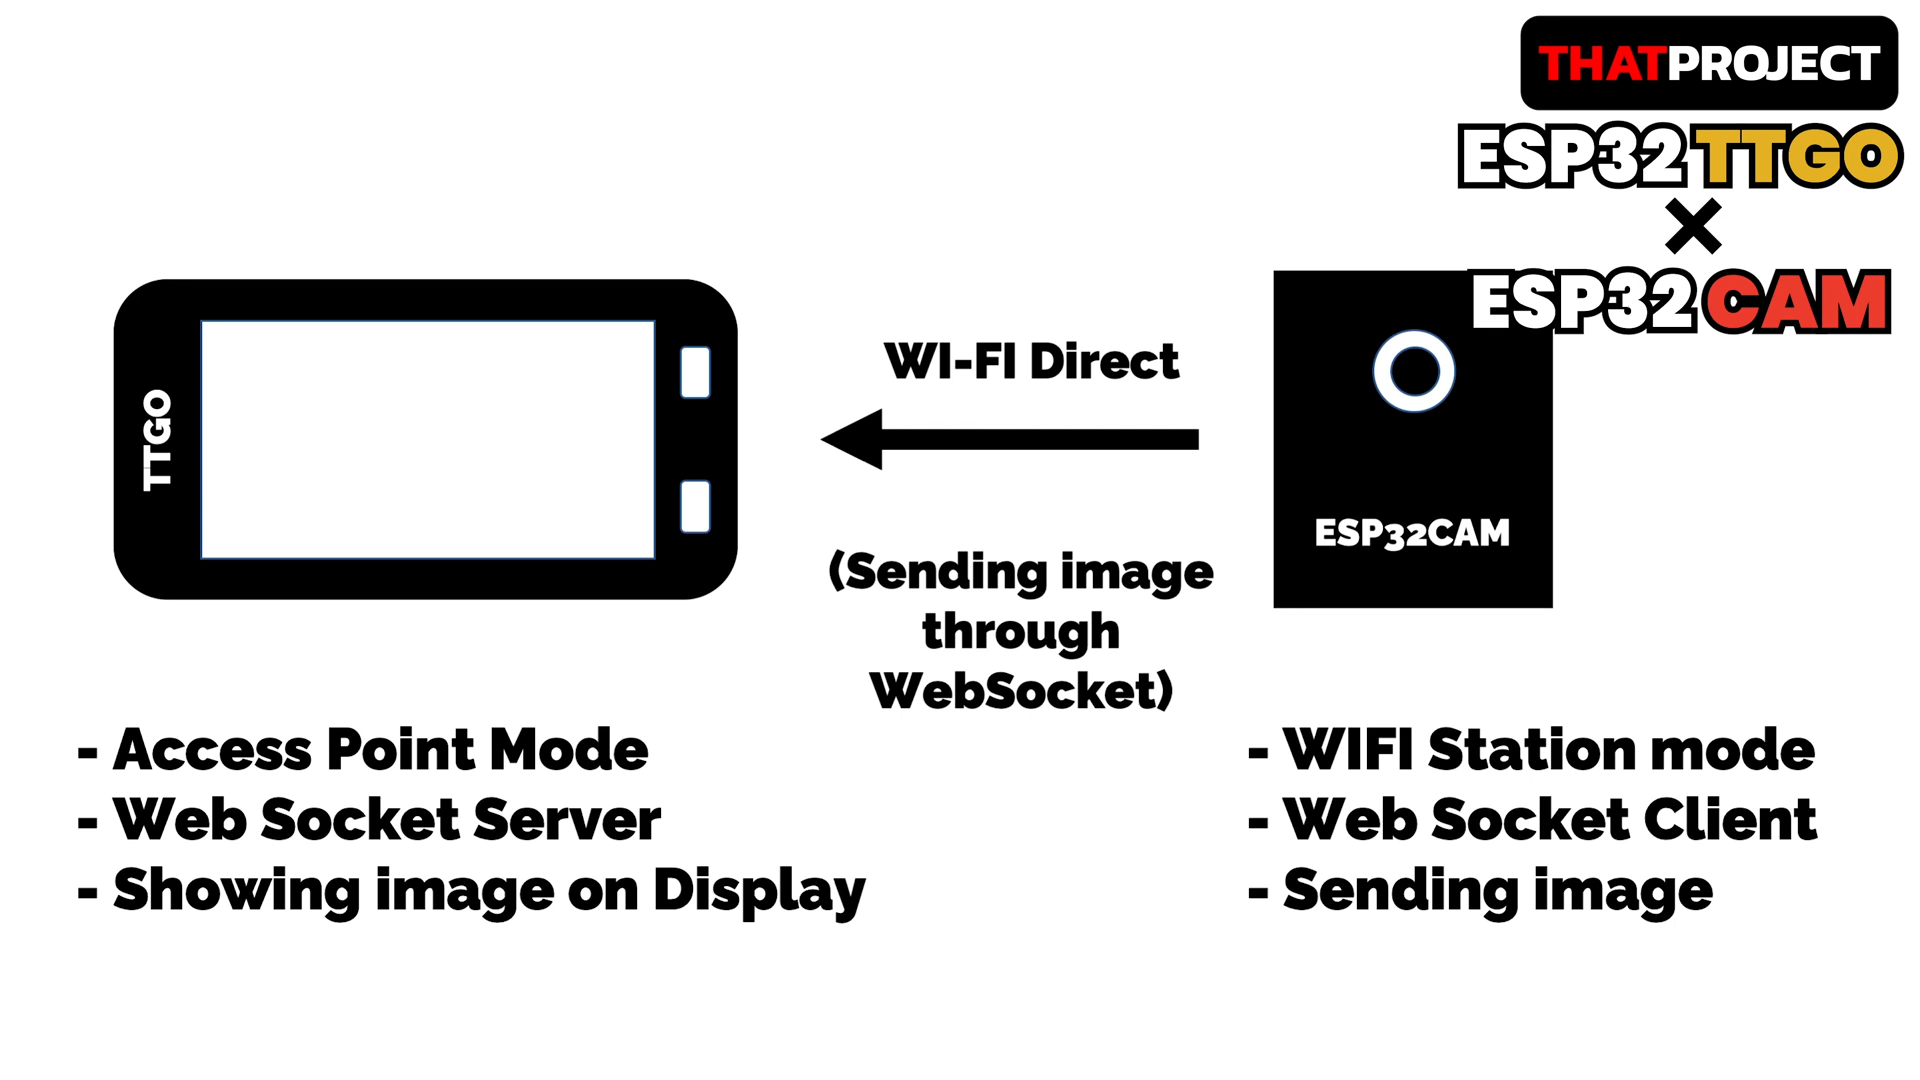 THATPROJECT
ESP32 TTGO
×
ESP32 CAM
TTGO
WI-FI Direct
(Sending image
through
WebSocket)
ESP32CAM
- Access Point Mode
- Web Socket Server
- Showing image on Display
- WIFI Station mode
- Web Socket Client
- Sending image